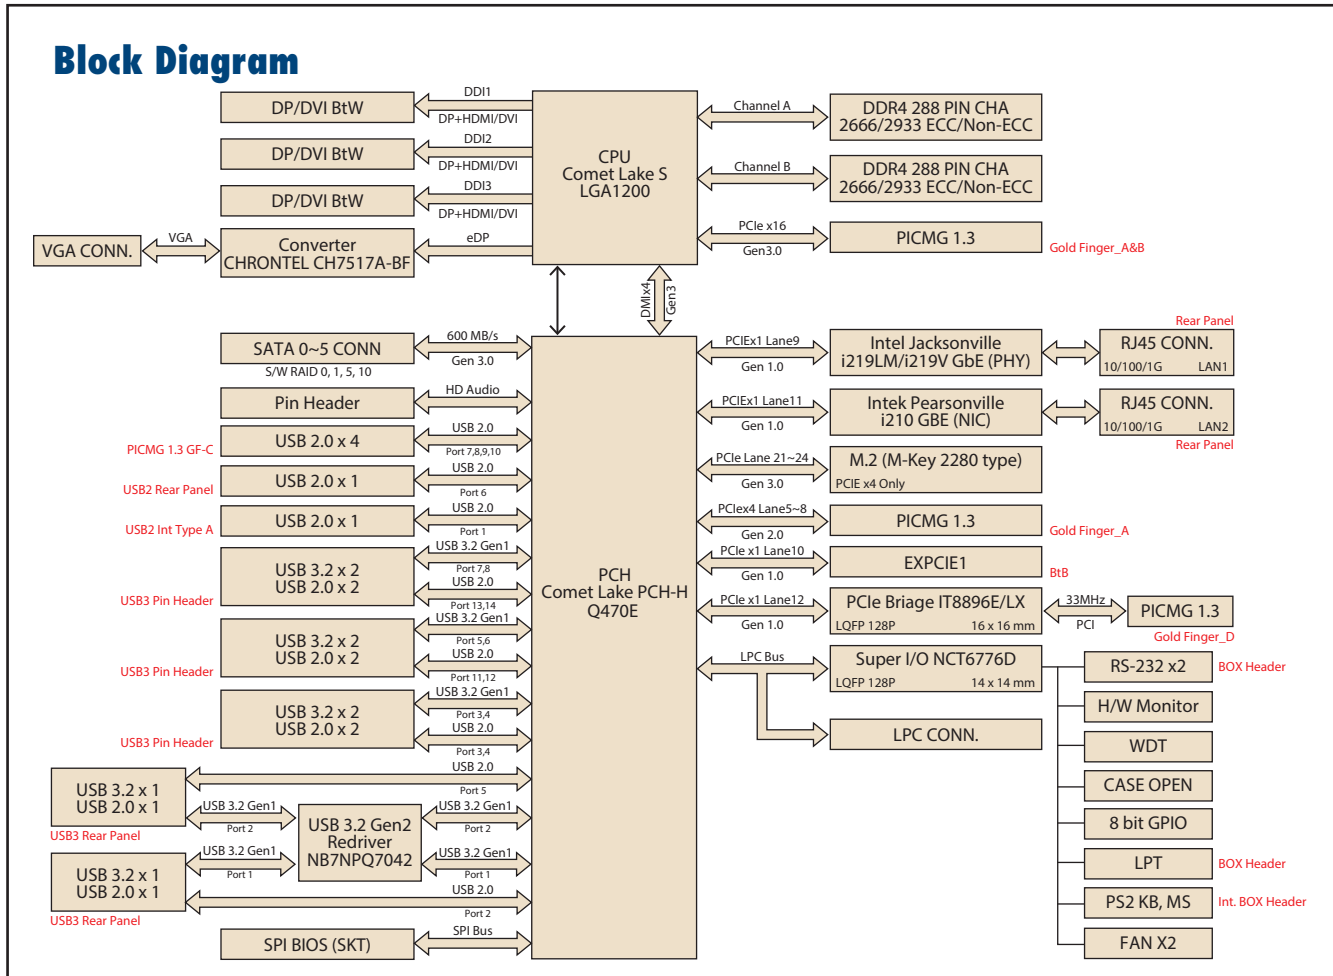 Block Diagram
DP/DVI BtW
DDI1
DP+HDMI/DVI
DP/DVI BtW
DDI2
DP+HDMI/DVI
DP/DVI BtW
DDI3
DP+HDMI/DVI
VGA CONN.
VGA
Converter
CHRONTEL CH7517A-BF
eDP
CPU
Comet Lake S
LGA1200
Channel A
DDR4 288 PIN CHA
2666/2933 ECC/Non-ECC
Channel B
DDR4 288 PIN CHA
2666/2933 ECC/Non-ECC
PCIe x16
Gen3.0
PICMG 1.3
Gold Finger_A&B
DMIx4
Gen3
SATA 0~5 CONN
S/W RAID 0, 1, 5, 10
600 MB/s
Gen 3.0
Pin Header
HD Audio
PICMG 1.3 GF-C
USB 2.0 x 4
USB 2.0
Port 7,8,9,10
USB2 Rear Panel
USB 2.0 x 1
USB 2.0
Port 6
USB2 Int Type A
USB 2.0 x 1
USB 2.0
Port 1
USB3 Pin Header
USB 3.2 x 2
USB 2.0 x 2
USB 3.2 Gen1
Port 7,8
USB 2.0
Port 13,14
USB3 Pin Header
USB 3.2 x 2
USB 2.0 x 2
USB 3.2 Gen1
Port 5,6
USB 2.0
Port 11,12
USB3 Pin Header
USB 3.2 x 2
USB 2.0 x 2
USB 3.2 Gen1
Port 3,4
USB 2.0
Port 3,4
USB 3.2 x 1
USB 2.0 x 1
USB3 Rear Panel
USB 2.0
Port 5
USB 3.2 Gen1
Port 2
USB 3.2 Gen2
Redriver
NB7NPQ7042
USB 3.2 Gen1
Port 2
USB 3.2 x 1
USB 2.0 x 1
USB3 Rear Panel
USB 3.2 Gen1
Port 1
USB 3.2 Gen1
Port 1
USB 2.0
Port 2
SPI BIOS (SKT)
SPI Bus
PCH
Comet Lake PCH-H
Q470E
PCIEx1 Lane9
Gen 1.0
Intel Jacksonville
i219LM/i219V GbE (PHY)
Rear Panel
RJ45 CONN.
10/100/1G LAN1
PCIEx1 Lane11
Gen 1.0
Intek Pearsonville
i210 GBE (NIC)
RJ45 CONN.
10/100/1G LAN2
Rear Panel
PCIe Lane 21~24
Gen 3.0
M.2 (M-Key 2280 type)
PCIE x4 Only
PCIex4 Lane5~8
Gen 2.0
PICMG 1.3
Gold Finger_A
PCIe x1 Lane10
Gen 1.0
EXPCIE1
BtB
PCIe x1 Lane12
Gen 1.0
PCIe Briage IT8896E/LX
LQFP 128P 16 x 16 mm
33MHz
PCI
PICMG 1.3
Gold Finger_D
LPC Bus
Super I/O NCT6776D
LQFP 128P 14 x 14 mm
LPC CONN.
RS-232 x2
BOX Header
H/W Monitor
WDT
CASE OPEN
8 bit GPIO
LPT
BOX Header
PS2 KB, MS
Int. BOX Header
FAN X2